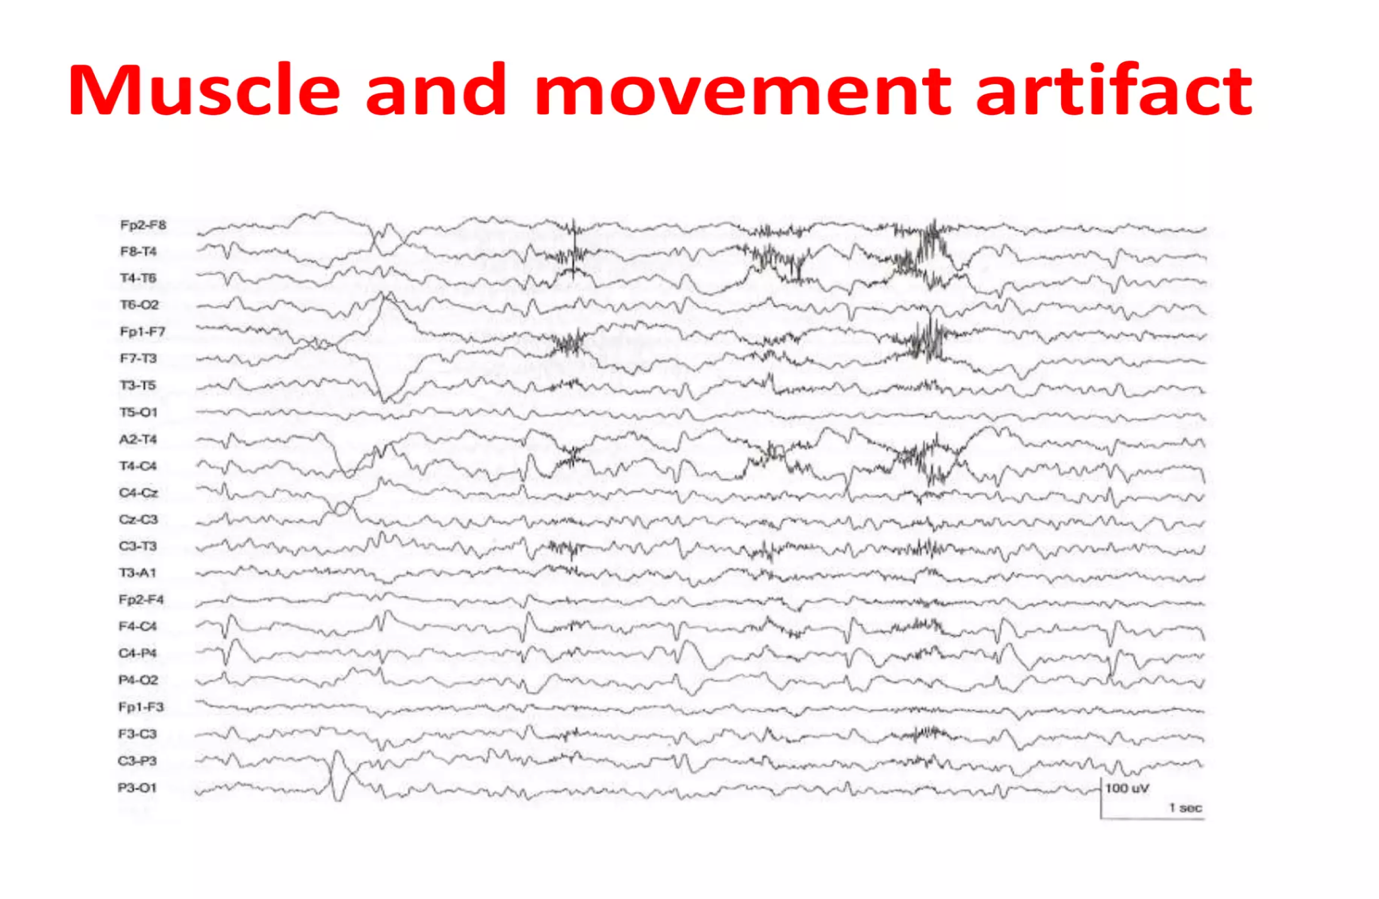 Muscle and movement artifact
Fp2-F8
F8-T4
T4-T6
T6-O2
Fp1-F7
F7-T3
T3-T5
T5-O1
A2-T4
T4-C4
C4-Cz
Cz-C3
C3-T3
T3-A1
Fp2-F4
F4-C4
C4-P4
P4-O2
Fp1-F3
F3-C3
C3-P3
P3-O1
100 uV
1 sec